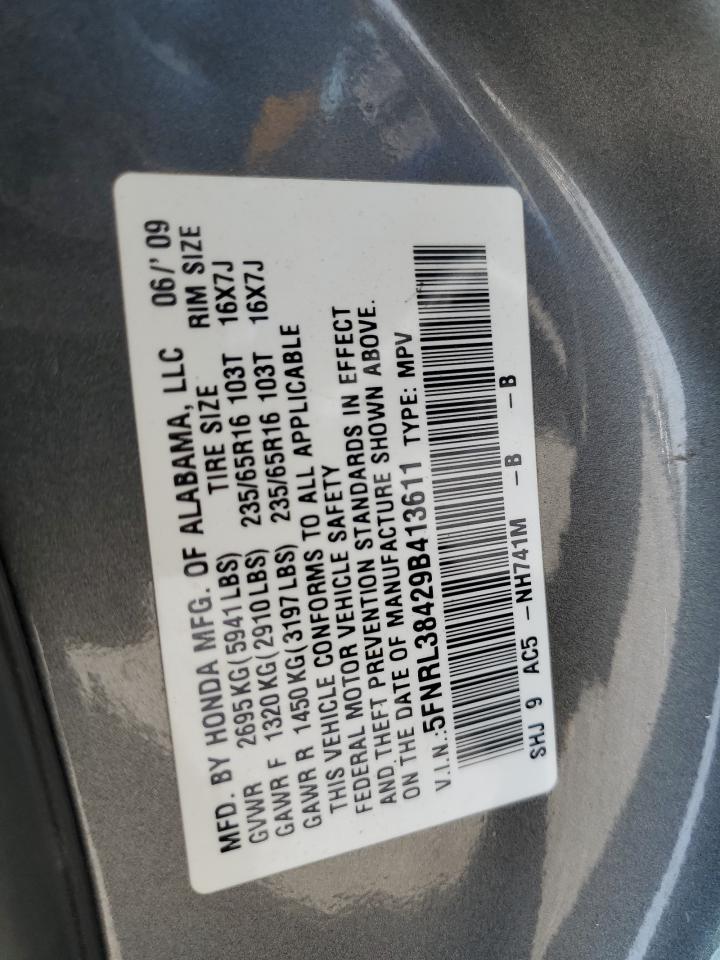 MFD. BY HONDA MFG. OF ALABAMA, LLC 06/'09
GVWR 2695KG(5941LBS) TIRE SIZE RIM SIZE
GAWR F 1320KG(2910LBS) 235/65R16 103T 16X7J
GAWR R 1450KG(3197LBS) 235/65R16 103T 16X7J
THIS VEHICLE CONFORMS TO ALL APPLICABLE
FEDERAL MOTOR VEHICLE SAFETY
AND THEFT PREVENTION STANDARDS IN EFFECT
ON THE DATE OF MANUFACTURE SHOWN ABOVE.
V.I.N.:5FNRL38429B413611 TYPE: MPV
SHJ 9 AC5 -NH741M -B -B